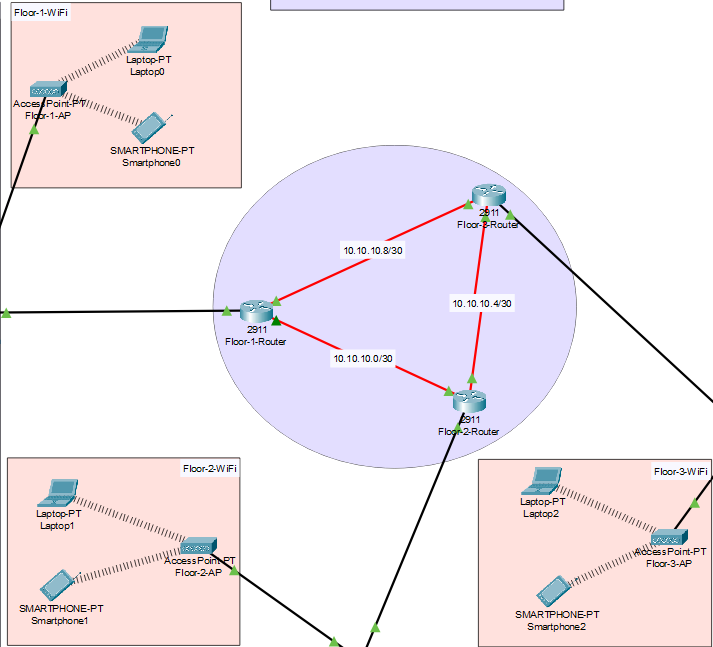 Floor-1-WiFi
Laptop-PT
Laptop0
AccessPoint-PT
Floor-1-AP
SMARTPHONE-PT
Smartphone0
2911
Floor-3-Router
10.10.10.8/30
10.10.10.4/30
2911
Floor-1-Router
10.10.10.0/30
2911
Floor-2-Router
Floor-2-WiFi
Laptop-PT
Laptop1
AccessPoint-PT
Floor-2-AP
SMARTPHONE-PT
Smartphone1
Floor-3-WiFi
Laptop-PT
Laptop2
AccessPoint-PT
Floor-3-AP
SMARTPHONE-PT
Smartphone2